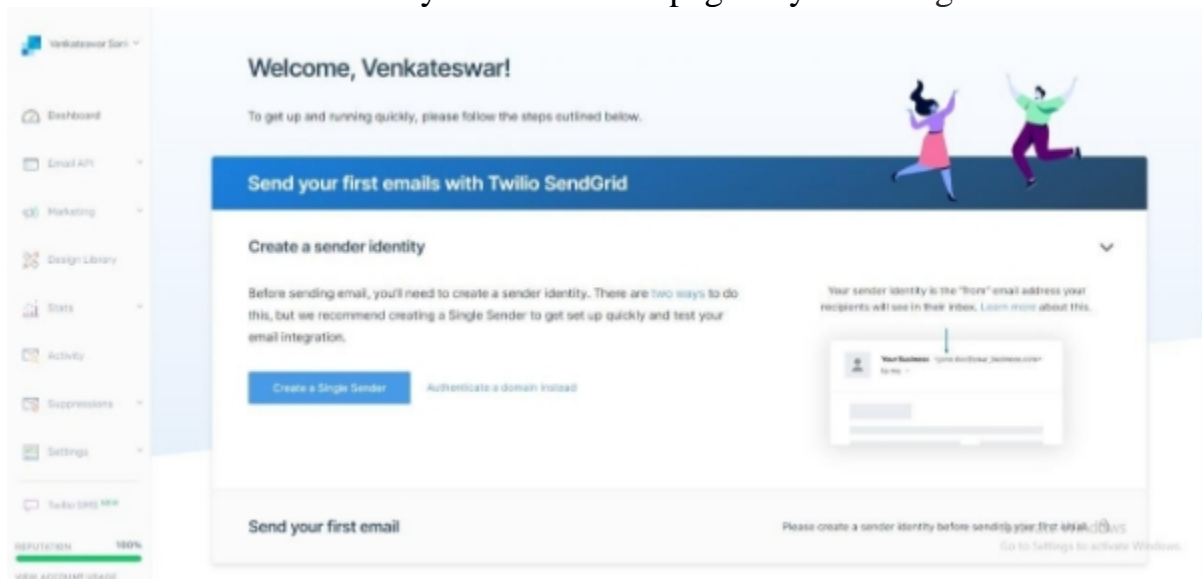 Venkateswar
Dashboard
Email API
Marketing
Design Library
Stats
Activity
Suppressions
Settings
Twilio SMS NEW
REPUTATION 100%
VIEW ACCOUNT USAGE
Welcome, Venkateswar!
To get up and running quickly, please follow the steps outlined below.
Send your first emails with Twilio SendGrid
Create a sender identity
Before sending email, you'll need to create a sender identity. There are two ways to do
this, but we recommend creating a Single Sender to get set up quickly and test your
email integration.
Create a Single Sender
Authenticate a domain instead
Your sender identity is the "from" email address your
recipients will see in their inbox. Learn more about this.
Your Business
to me
Send your first email
Please create a sender identity before sending your first email.
Go to Settings to activate Windows.